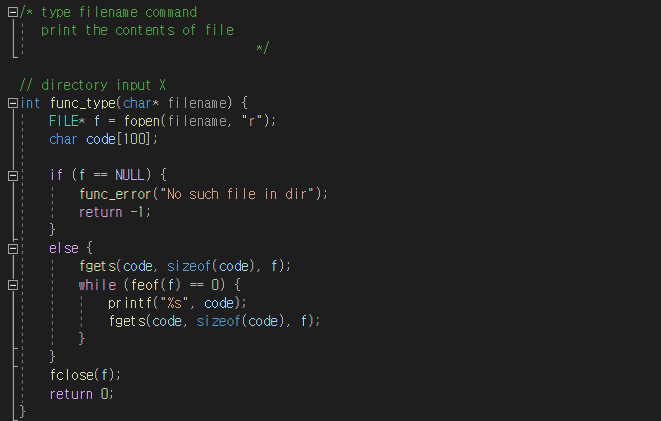 /* type filename command
print the contents of file
*/
// directory input X
int func_type(char* filename) {
FILE* f = fopen(filename, "r");
char code[100];
if (f == NULL) {
func_error("No such file in dir");
return -1;
}
else {
fgets(code, sizeof(code), f);
while (feof(f) == 0) {
printf("%s", code);
fgets(code, sizeof(code), f);
}
}
fclose(f);
return 0;
}